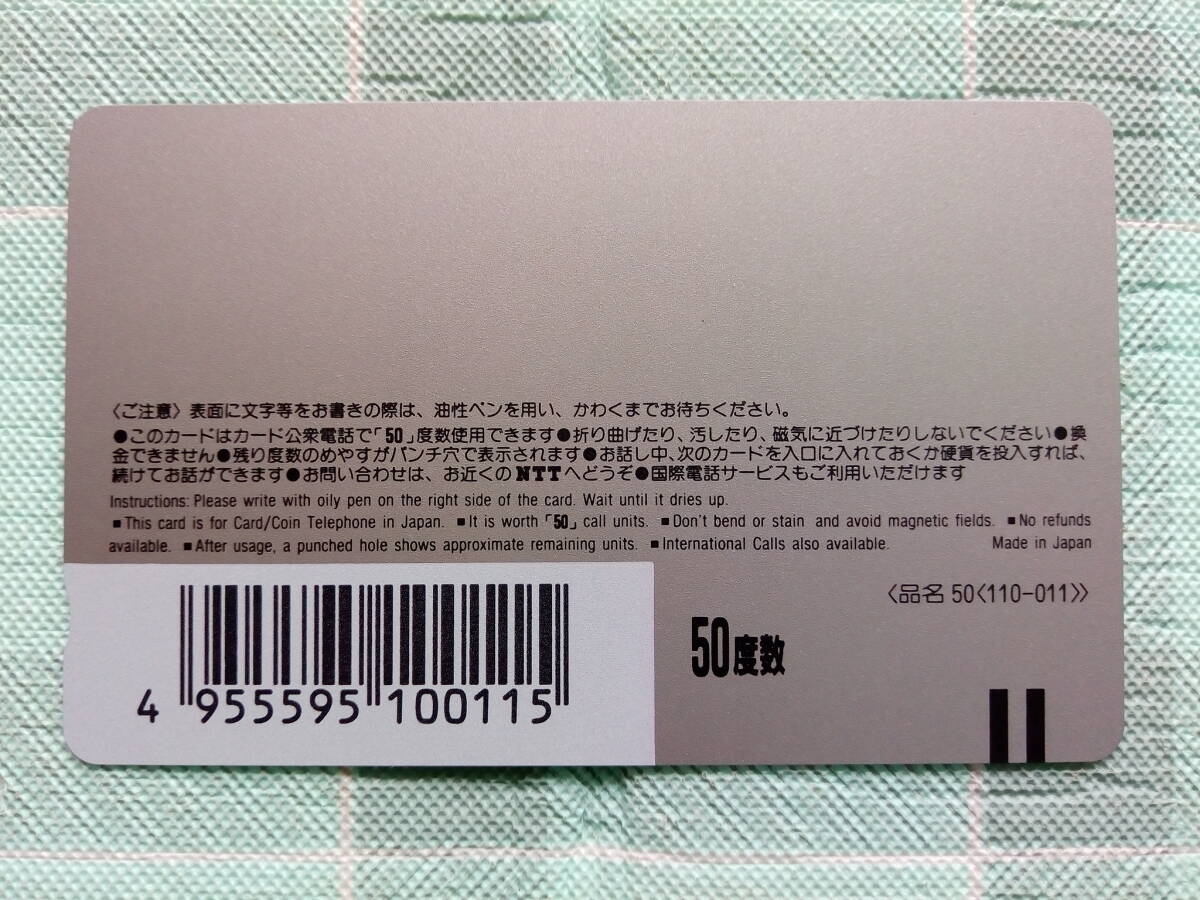 〈ご注意〉表面に文字等をお書きの際は、油性ペンを用い、かわくまでお待ちください。
●このカードはカード公衆電話で「50」度数使用できます●折り曲げたり、汚したり、磁気に近づけたりしないでください●換
金できません●残り度数のめやすがパンチ穴で表示されます●お話し中、次のカードを入口に入れておくか硬貨を投入すれば、
続けてお話ができます●お問い合わせは、お近くのNTTへどうぞ●国際電話サービスもご利用いただけます
Instructions: Please write with oily pen on the right side of the card. Wait until it dries up.
■This card is for Card/Coin Telephone in Japan. ■It is worth「50」call units. ■Don't bend or stain and avoid magnetic fields. ■No refunds
available. ■After usage, a punched hole shows approximate remaining units. ■International Calls also available. Made in Japan
〈品名 50〈110-011〉〉
50度数
4 955595 100115